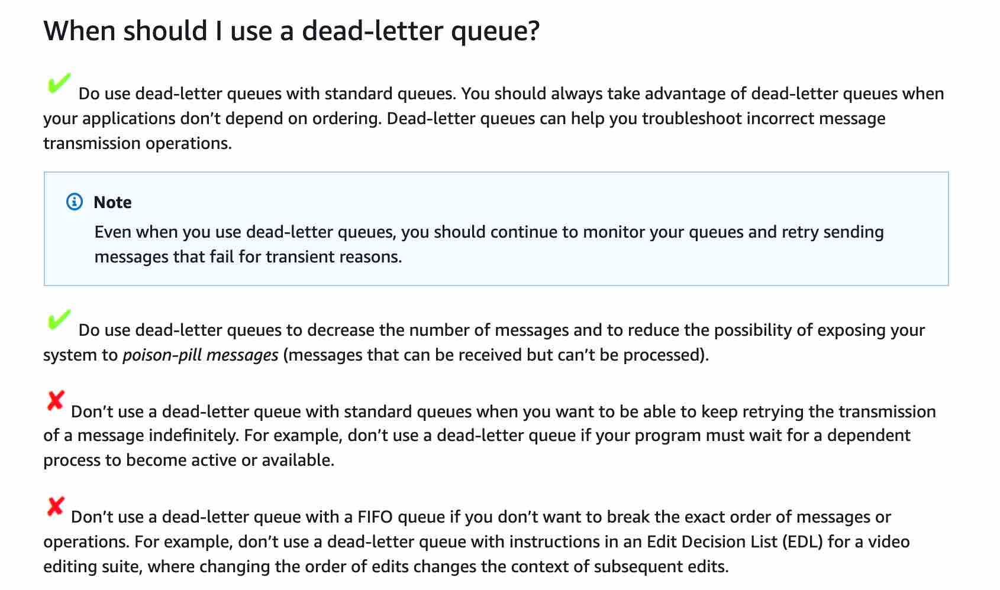 When should I use a dead-letter queue?
Do use dead-letter queues with standard queues. You should always take advantage of dead-letter queues when
your applications don’t depend on ordering. Dead-letter queues can help you troubleshoot incorrect message
transmission operations.
Note
Even when you use dead-letter queues, you should continue to monitor your queues and retry sending
messages that fail for transient reasons.
Do use dead-letter queues to decrease the number of messages and to reduce the possibility of exposing your
system to poison-pill messages (messages that can be received but can’t be processed).
Don’t use a dead-letter queue with standard queues when you want to be able to keep retrying the transmission
of a message indefinitely. For example, don’t use a dead-letter queue if your program must wait for a dependent
process to become active or available.
Don’t use a dead-letter queue with a FIFO queue if you don’t want to break the exact order of messages or
operations. For example, don’t use a dead-letter queue with instructions in an Edit Decision List (EDL) for a video
editing suite, where changing the order of edits changes the context of subsequent edits.